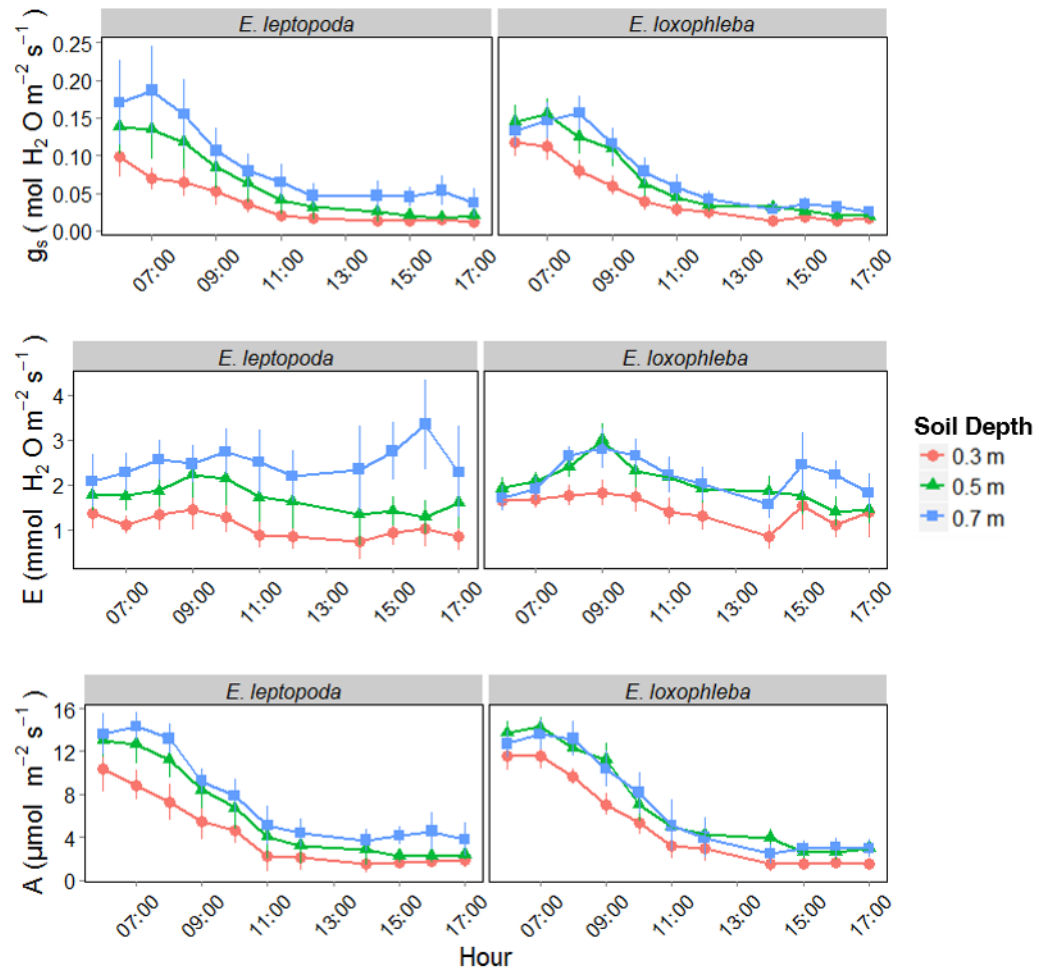 E. leptopoda E. loxophleba
gs ( mol H2 O m−2 s−1 )
0.25
0.20
0.15
0.10
0.05
0.00
07:00 09:00 11:00 13:00 15:00 17:00 07:00 09:00 11:00 13:00 15:00 17:00
E. leptopoda E. loxophleba
E (mmol H2 O m−2 s−1 )
4
3
2
1
07:00 09:00 11:00 13:00 15:00 17:00 07:00 09:00 11:00 13:00 15:00 17:00
Soil Depth
0.3 m
0.5 m
0.7 m
E. leptopoda E. loxophleba
A (μmol m−2 s−1 )
16
12
8
4
0
07:00 09:00 11:00 13:00 15:00 17:00 07:00 09:00 11:00 13:00 15:00 17:00
Hour